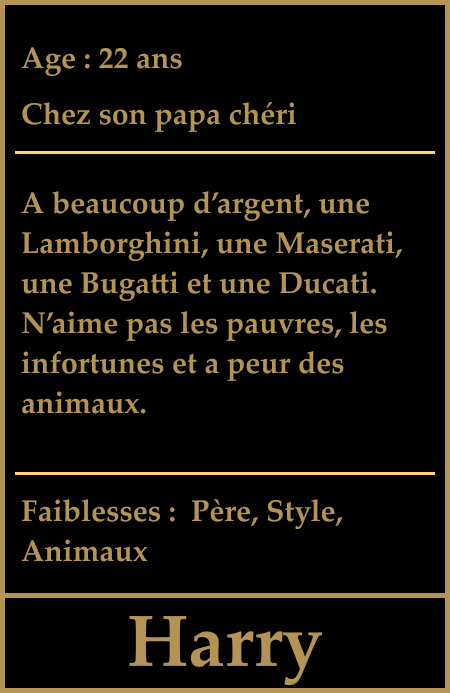 Age : 22 ans
Chez son papa chéri
A beaucoup d’argent, une
Lamborghini, une Maserati,
une Bugatti et une Ducati.
N’aime pas les pauvres, les
infortunes et a peur des
animaux.
Faiblesses :  Père, Style,
Animaux
Harry